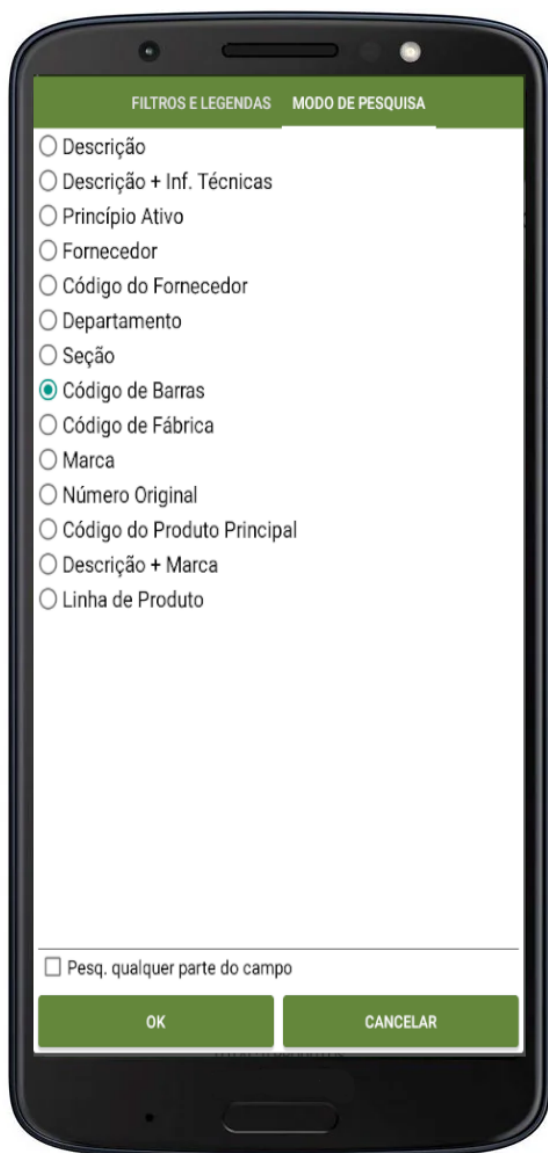 FILTROS E LEGENDAS MODO DE PESQUISA
Descrição
Descrição + Inf. Técnicas
Princípio Ativo
Fornecedor
Código do Fornecedor
Departamento
Seção
Código de Barras
Código de Fábrica
Marca
Número Original
Código do Produto Principal
Descrição + Marca
Linha de Produto
Pesq. qualquer parte do campo
OK CANCELAR